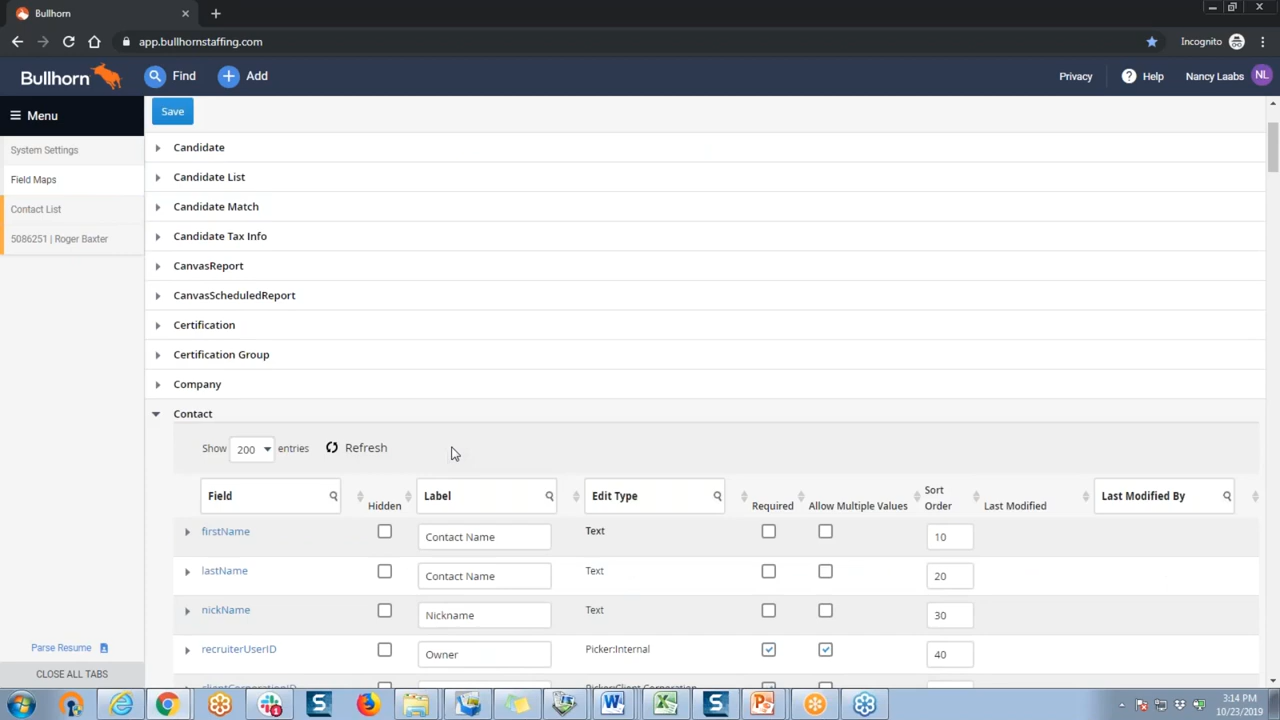 Bullhorn
app.bullhornstaffing.com
Incognito
Bullhorn
Find
Add
Privacy
Help
Nancy Laabs
NL
Menu
Save
System Settings
Field Maps
Contact List
5086251 | Roger Baxter
Candidate
Candidate List
Candidate Match
Candidate Tax Info
CanvasReport
CanvasScheduledReport
Certification
Certification Group
Company
Contact
Show 200 entries Refresh
Field Hidden Label Edit Type Required Allow Multiple Values Sort Order Last Modified Last Modified By
firstName Contact Name Text 10
lastName Contact Name Text 20
nickName Nickname Text 30
recruiterUserID Owner Picker:Internal 40
clientCorporationID Picker:Client Corporation
Parse Resume
CLOSE ALL TABS
3:14 PM
10/23/2019